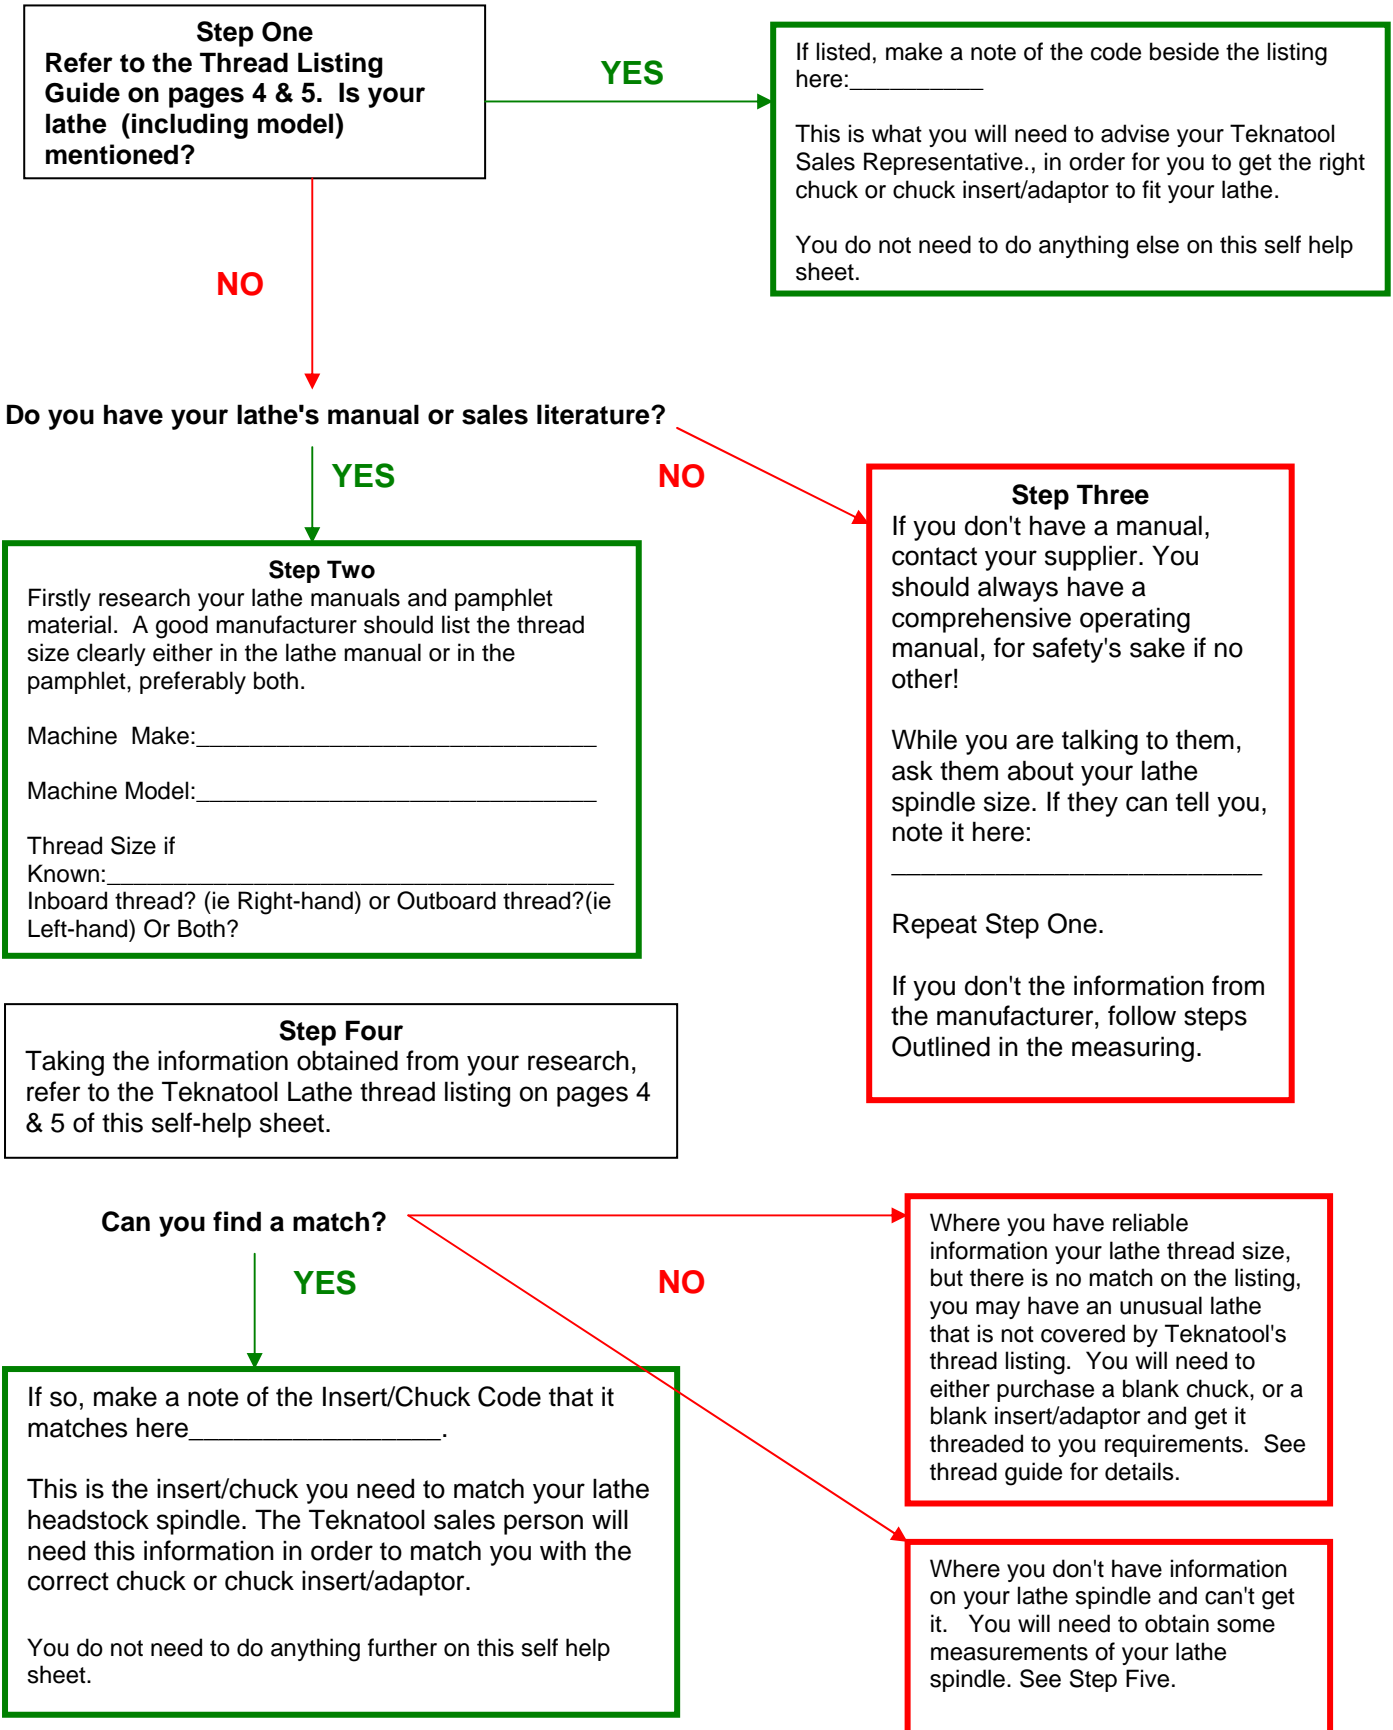 Step One
Refer to the Thread Listing
Guide on pages 4 & 5.  Is your
lathe  (including model)
mentioned?
YES
If listed, make a note of the code beside the listing
here:__________
This is what you will need to advise your Teknatool
Sales Representative., in order for you to get the right
chuck or chuck insert/adaptor to fit your lathe.
You do not need to do anything else on this self help
sheet.
NO
Do you have your lathe's manual or sales literature?
YES
NO
Step Two
Firstly research your lathe manuals and pamphlet
material.  A good manufacturer should list the thread
size clearly either in the lathe manual or in the
pamphlet, preferably both.
Machine  Make:______________________________
Machine Model:______________________________
Thread Size if
Known:______________________________________
Inboard thread? (ie Right-hand) or Outboard thread?(ie
Left-hand) Or Both?
Step Three
If you don't have a manual,
contact your supplier. You
should always have a
comprehensive operating
manual, for safety's sake if no
other!
While you are talking to them,
ask them about your lathe
spindle size. If they can tell you,
note it here:
_________________________
Repeat Step One.
If you don't the information from
the manufacturer, follow steps
Outlined in the measuring.
Step Four
Taking the information obtained from your research,
refer to the Teknatool Lathe thread listing on pages 4
& 5 of this self-help sheet.
Can you find a match?
YES
NO
If so, make a note of the Insert/Chuck Code that it
matches here_________________.
This is the insert/chuck you need to match your lathe
headstock spindle. The Teknatool sales person will
need this information in order to match you with the
correct chuck or chuck insert/adaptor.
You do not need to do anything further on this self help
sheet.
Where you have reliable
information your lathe thread size,
but there is no match on the listing,
you may have an unusual lathe
that is not covered by Teknatool's
thread listing.  You will need to
either purchase a blank chuck, or a
blank insert/adaptor and get it
threaded to you requirements.  See
thread guide for details.
Where you don't have information
on your lathe spindle and can't get
it.   You will need to obtain some
measurements of your lathe
spindle. See Step Five.